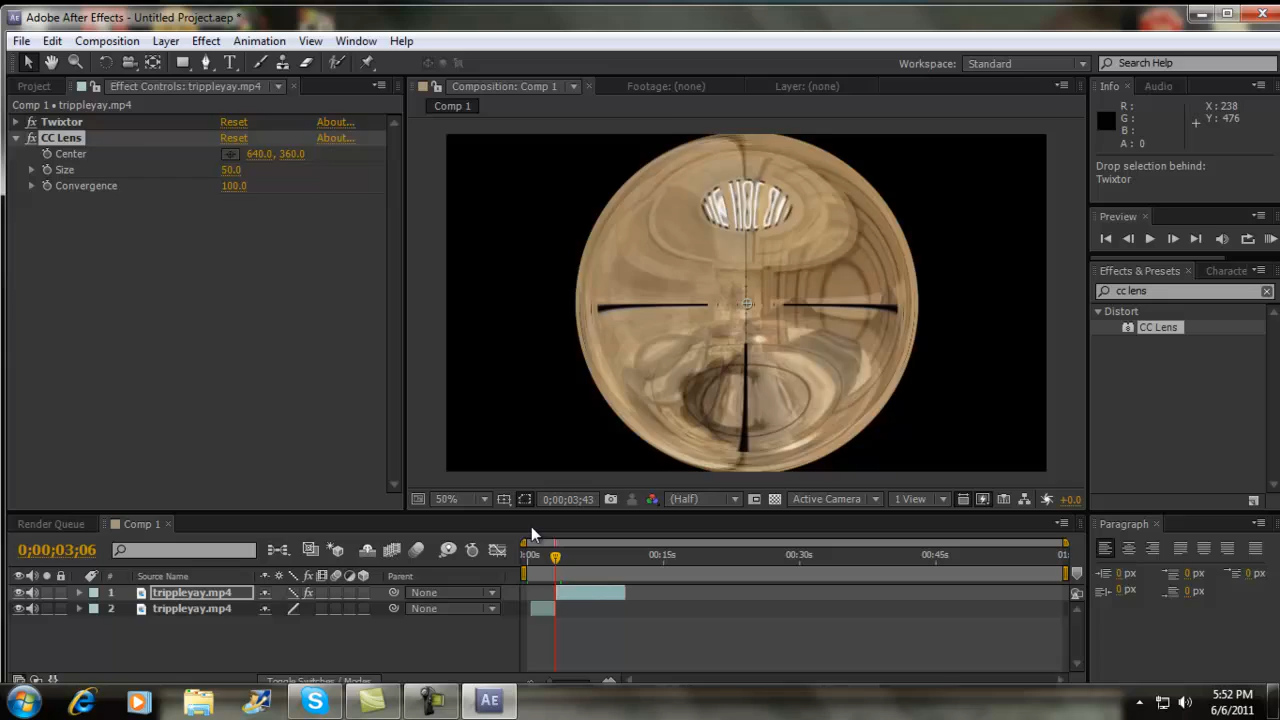 Adobe After Effects - Untitled Project.aep *
File Edit Composition Layer Effect Animation View Window Help
Workspace: Standard Search Help
Project Effect Controls: trippleyay.mp4 Composition: Comp 1 Footage: (none) Layer: (none) Info Audio
Comp 1 • trippleyay.mp4 Comp 1
fx Twixtor Reset About...
fx CC Lens Reset About...
Center 640.0, 360.0
Size 50.0
Convergence 100.0
R: X: 238
G: Y: 476
B:
A: 0
Drop selection behind:
Twixtor
Preview
Effects & Presets Characte
cc lens
Distort
CC Lens
50% 0;00;03;43 (Half) Active Camera 1 View +0.0
Render Queue Comp 1 Paragraph
0;00;03;06 0:00s 00:15s 00:30s 00:45s 01:
# Source Name fx Parent
1 trippleyay.mp4 fx None
2 trippleyay.mp4 None
0 px 0 px 0 px
0 px 0 px
Toggle Switches / Modes
5:52 PM
6/6/2011